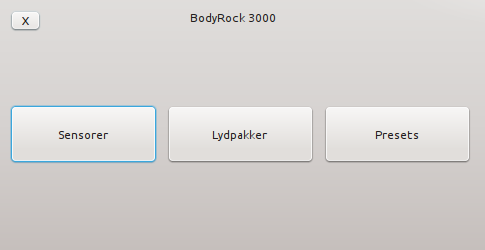 X
BodyRock 3000
Sensorer
Lydpakker
Presets